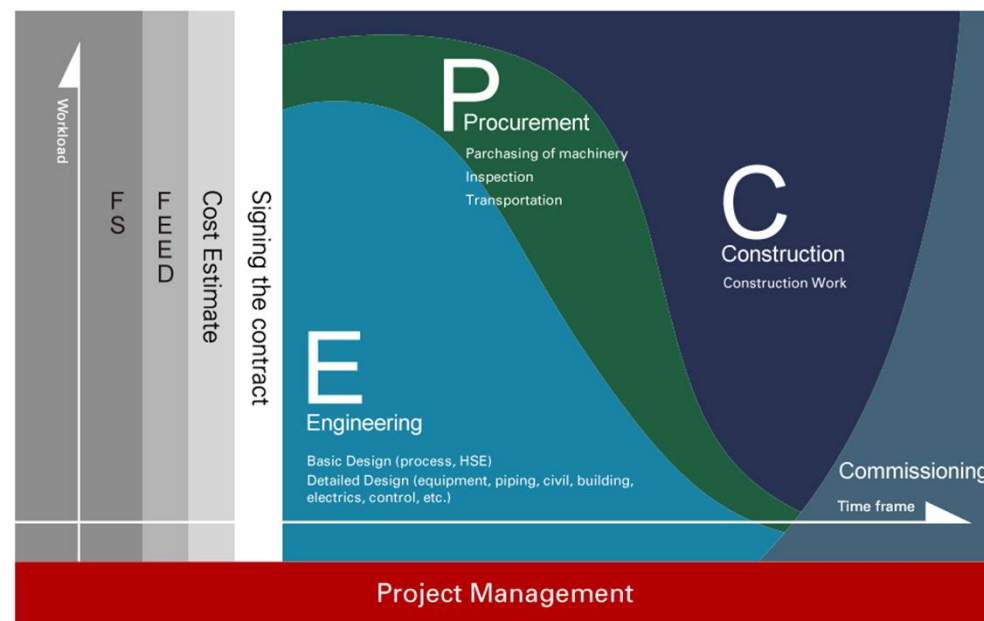 Workload
FS
FEED
Cost Estimate
Signing the contract
P
Procurement
Parchasing of machinery
Inspection
Transportation
C
Construction
Construction Work
E
Engineering
Basic Design (process, HSE)
Detailed Design (equipment, piping, civil, building,
electrics, control, etc.)
Commissioning
Time frame
Project Management